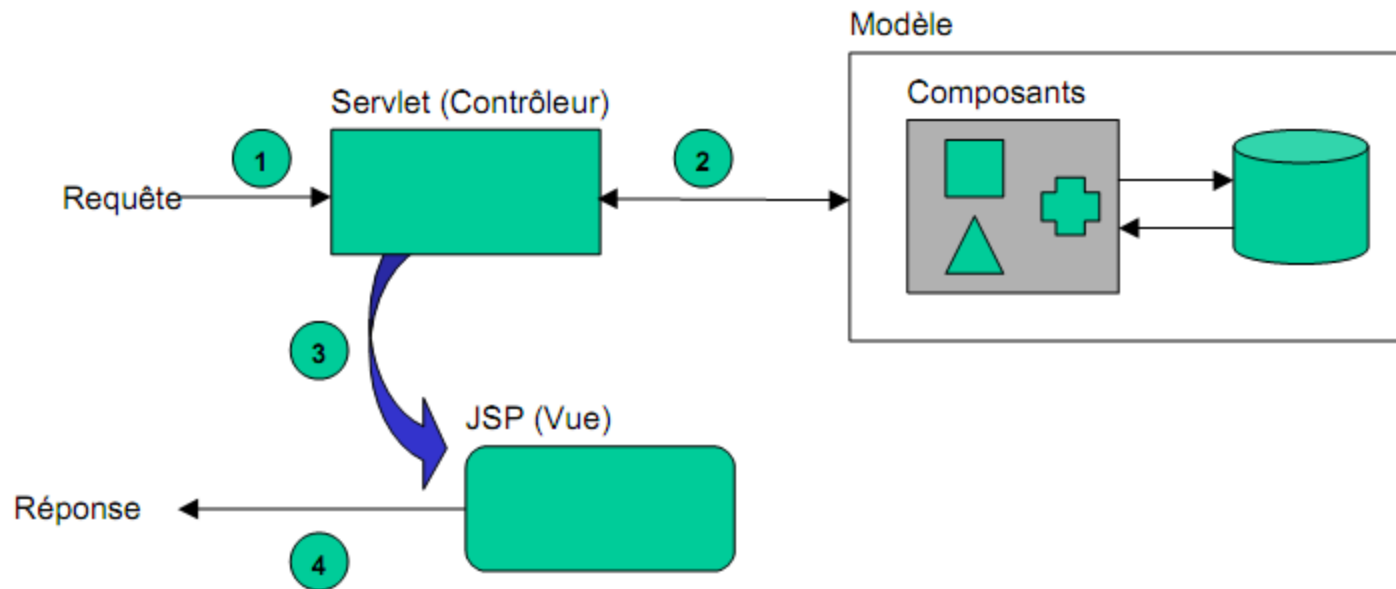 Modèle
Servlet (Contrôleur)
Composants
1
2
Requête
3
JSP (Vue)
Réponse
4